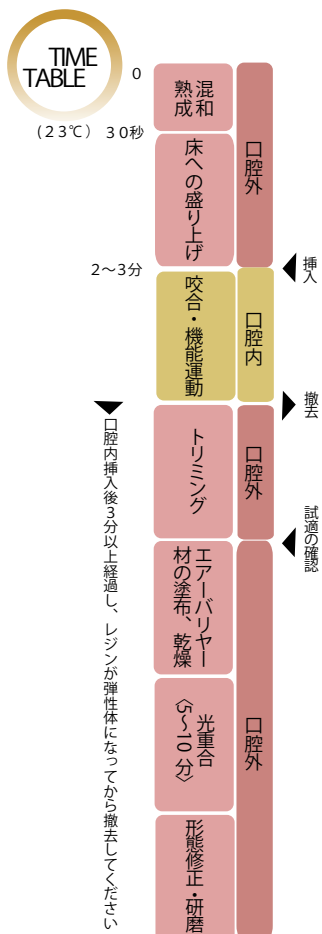 TIME
TABLE
(23℃)
0
30秒
2～3分
混和
熟成
床への盛り上げ
咬合・機能運動
トリミング
エアーバリヤー
材の塗布、乾燥
光重合
〈5～10分〉
形態修正・研磨
口腔外
口腔内
口腔外
口腔外
挿入
撤去
試適の確認
口腔内挿入後3分以上経過し、レジンが弾性体になってから撤去してください